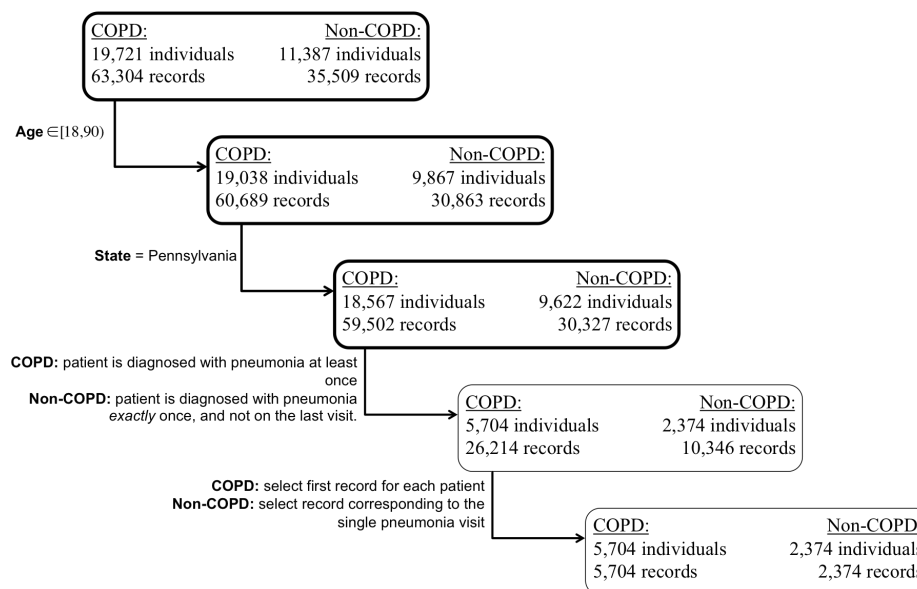 COPD: Non-COPD:
19,721 individuals 11,387 individuals
63,304 records 35,509 records
Age ∈[18,90)
COPD: Non-COPD:
19,038 individuals 9,867 individuals
60,689 records 30,863 records
State = Pennsylvania
COPD: Non-COPD:
18,567 individuals 9,622 individuals
59,502 records 30,327 records
COPD: patient is diagnosed with pneumonia at least
once
Non-COPD: patient is diagnosed with pneumonia
exactly once, and not on the last visit.
COPD: Non-COPD:
5,704 individuals 2,374 individuals
26,214 records 10,346 records
COPD: select first record for each patient
Non-COPD: select record corresponding to the
single pneumonia visit
COPD: Non-COPD
5,704 individuals 2,374 individuals
5,704 records 2,374 records